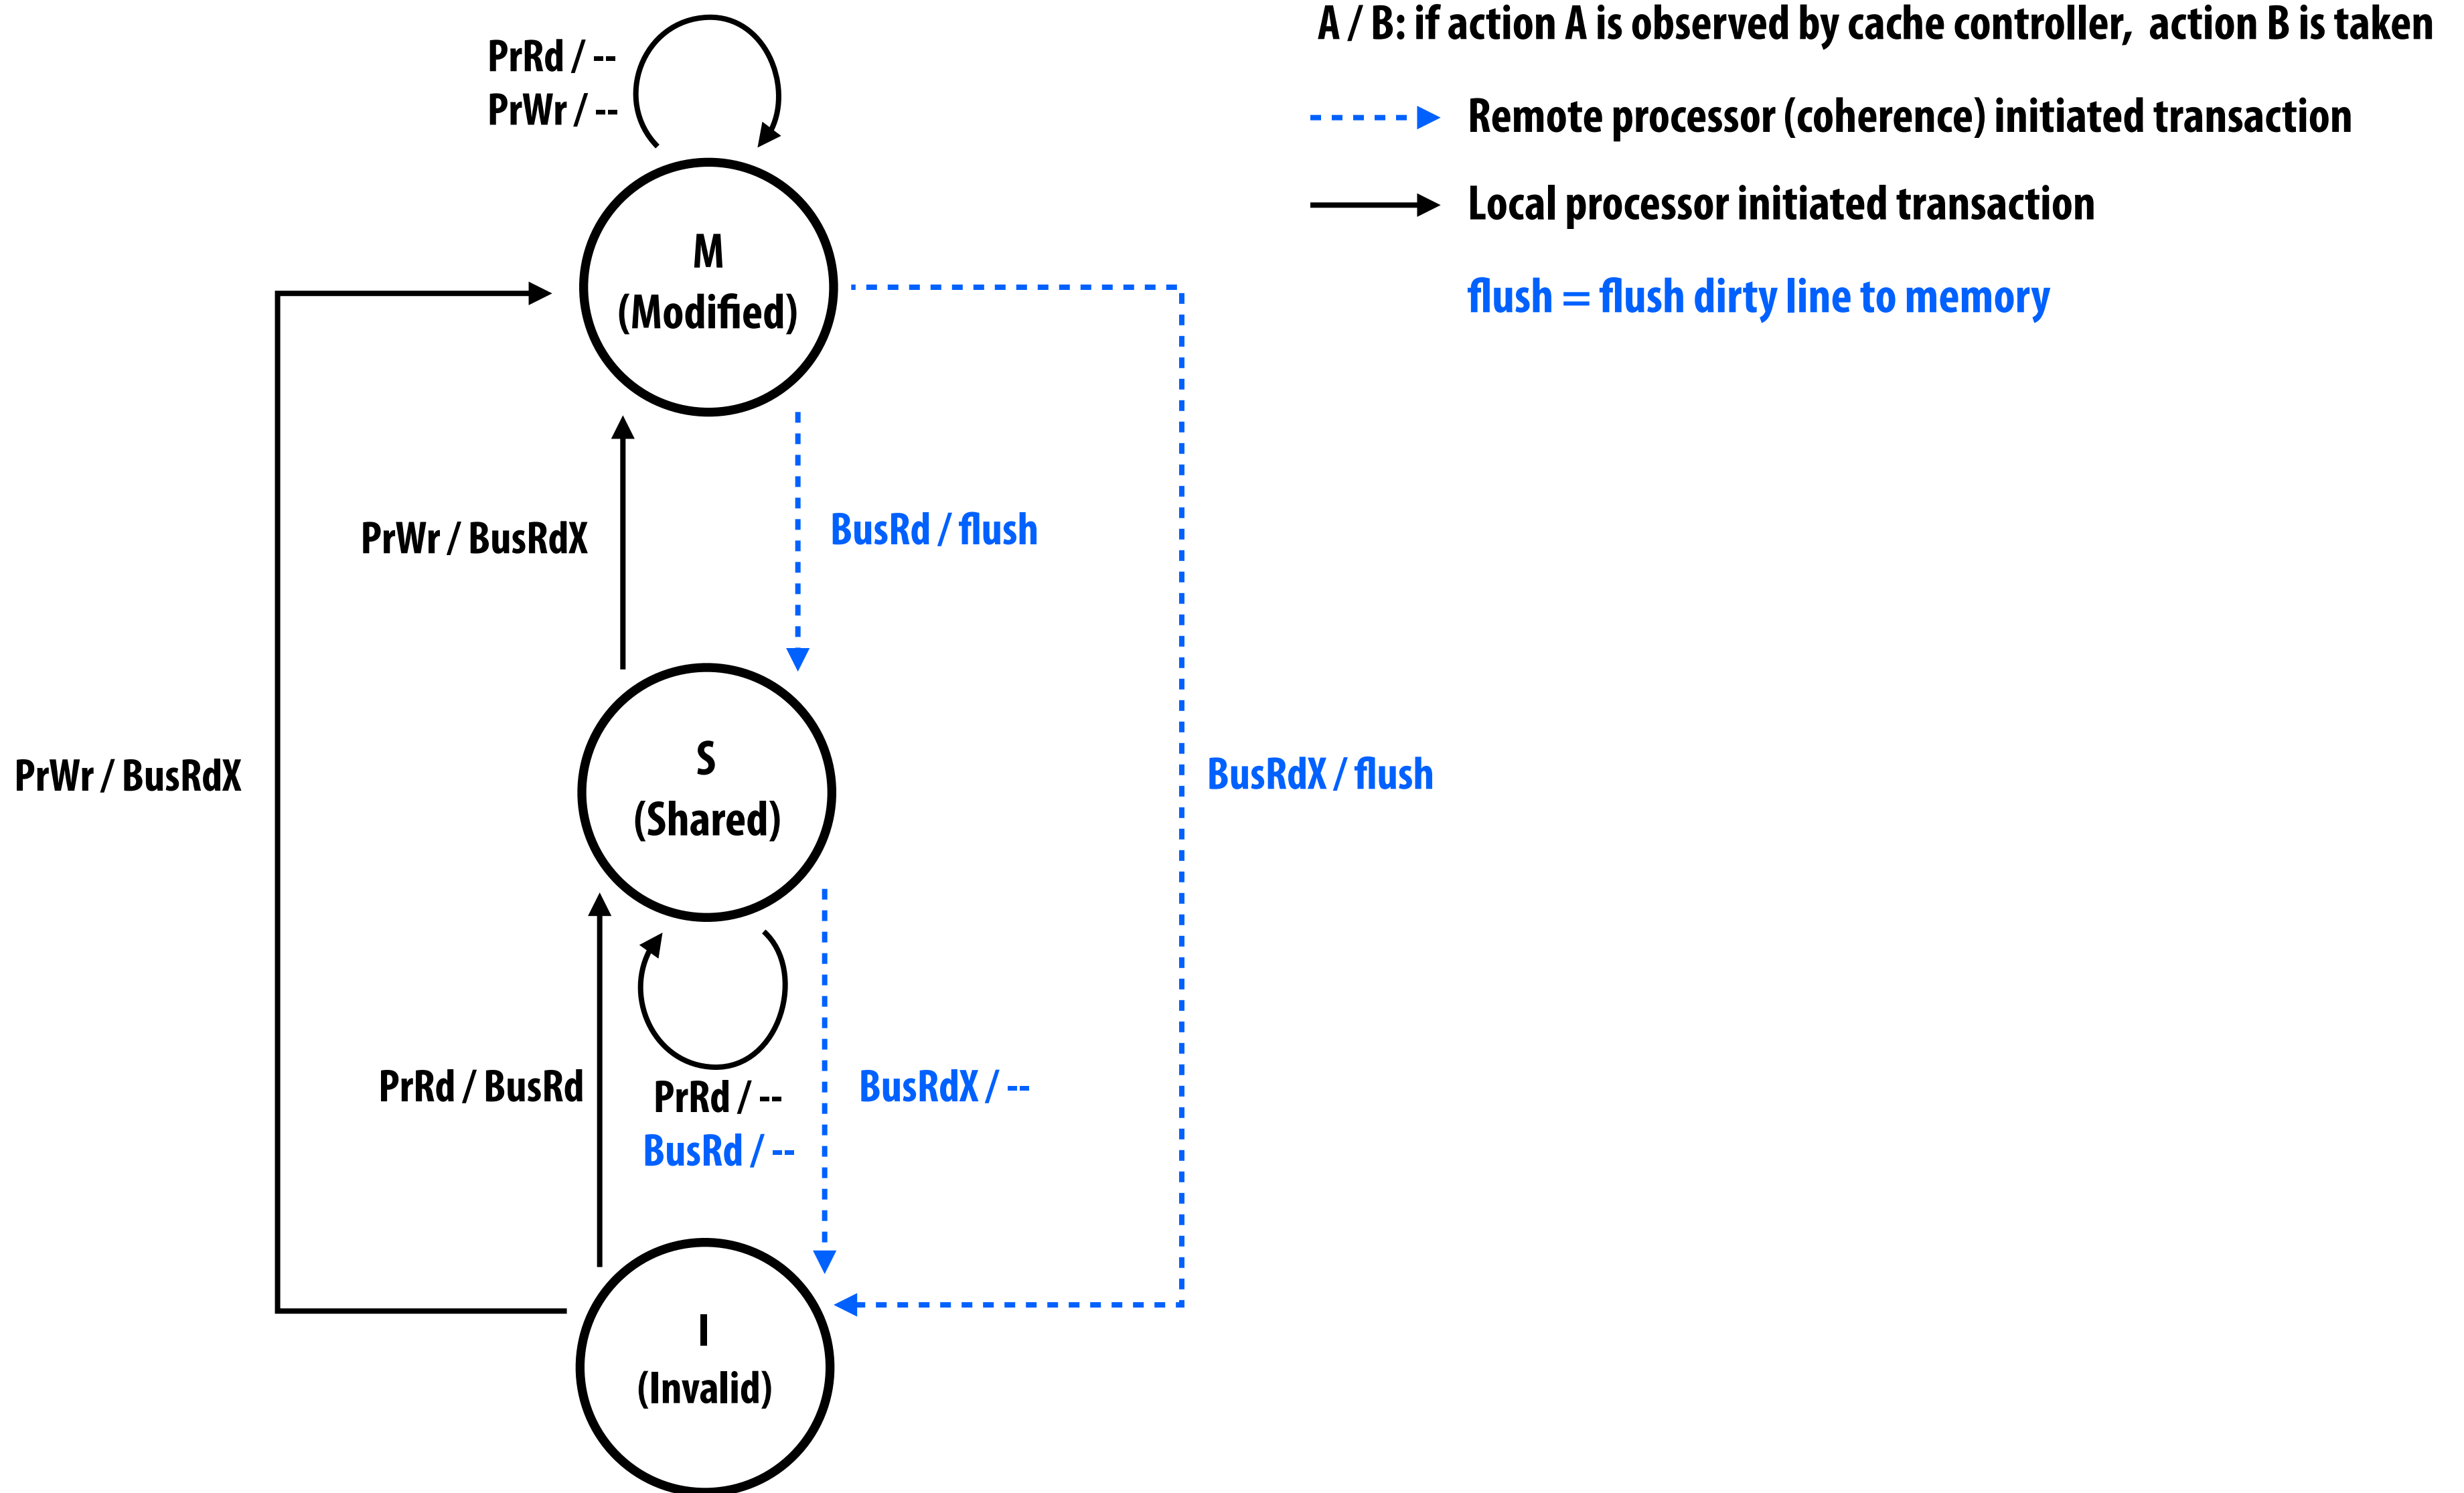 A / B: if action A is observed by cache controller, action B is taken
Remote processor (coherence) initiated transaction
Local processor initiated transaction
flush = flush dirty line to memory
PrRd / --
PrWr / --
M
(Modified)
PrWr / BusRdX
BusRd / flush
S
(Shared)
PrWr / BusRdX
BusRdX / flush
PrRd / BusRd
PrRd / --
BusRd / --
BusRdX / --
I
(Invalid)